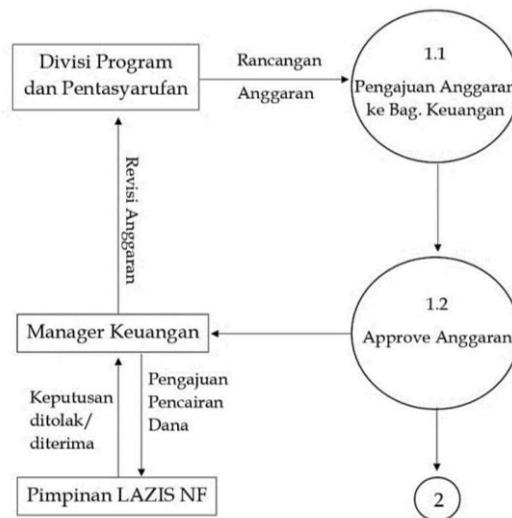 Divisi Program
dan Pentasyarufan
Rancangan
Anggaran
1.1
Pengajuan Anggaran
ke Bag. Keuangan
Revisi Anggaran
1.2
Approve Anggaran
Manager Keuangan
Keputusan
ditolak/
diterima
Pengajuan
Pencairan
Dana
Pimpinan LAZIS NF
2